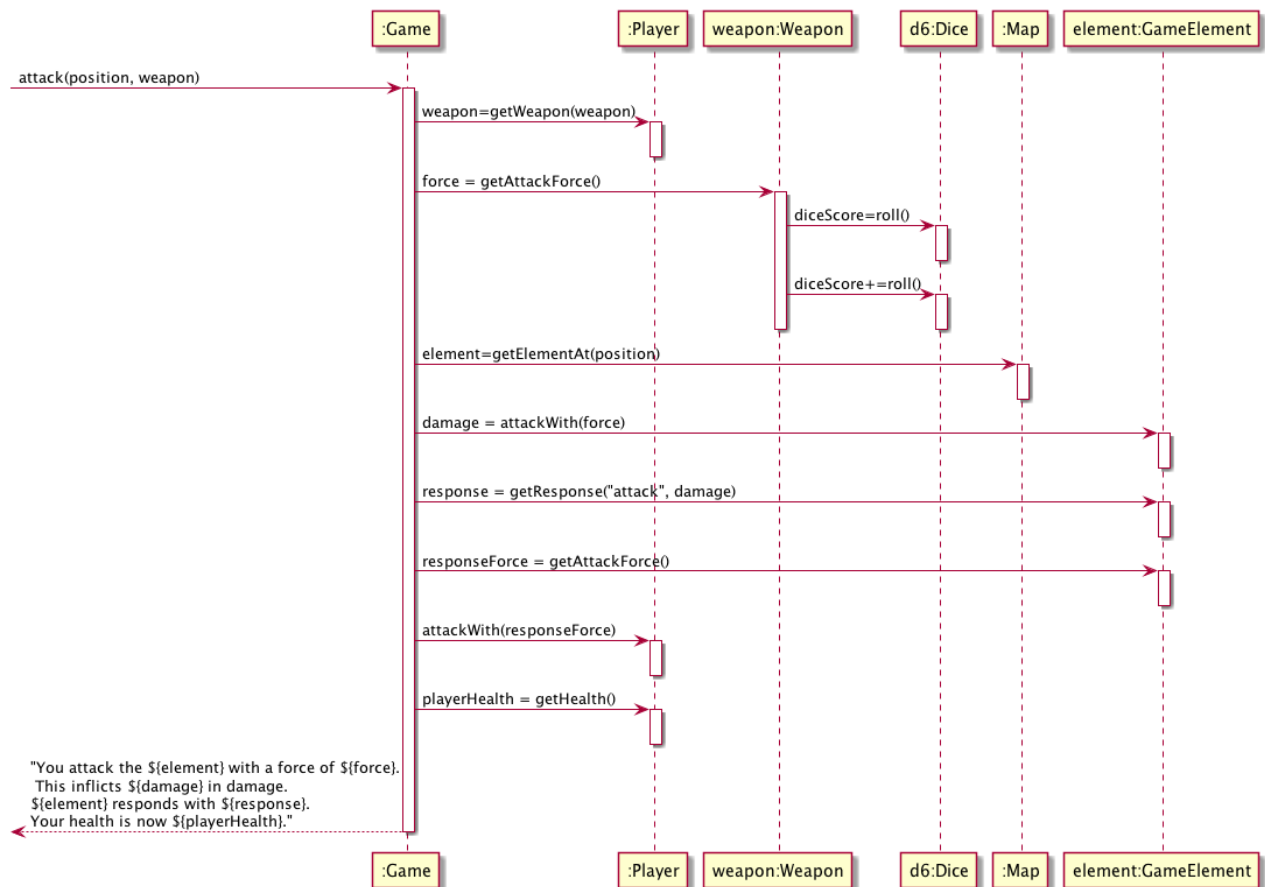 :Game :Player weapon:Weapon d6:Dice :Map element:GameElement
attack(position, weapon)
weapon=getWeapon(weapon)
force = getAttackForce()
diceScore=roll()
diceScore+=roll()
element=getElementAt(position)
damage = attackWith(force)
response = getResponse("attack", damage)
responseForce = getAttackForce()
attackWith(responseForce)
playerHealth = getHealth()
"You attack the ${element} with a force of ${force}.
This inflicts ${damage} in damage.
${element} responds with ${response}.
Your health is now ${playerHealth}."
:Game :Player weapon:Weapon d6:Dice :Map element:GameElement